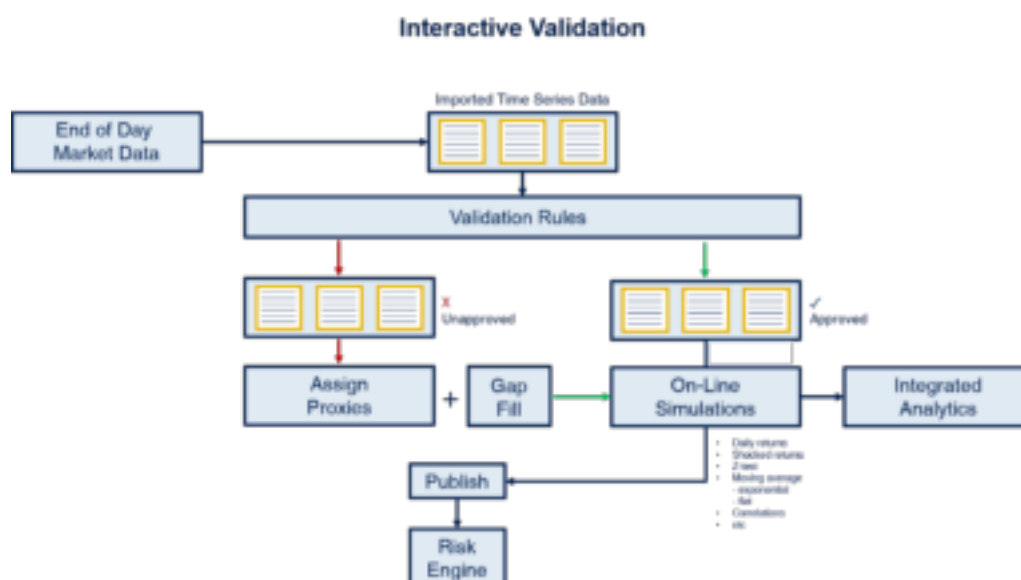 Interactive Validation
Imported Time Series Data
End of Day
Market Data
Validation Rules
X
Unapproved
✓
Approved
Assign
Proxies
+
Gap
Fill
On-Line
Simulations
Integrated
Analytics
• Daily returns
• Shocked returns
• Z test
• Moving average
- exponential
- flat
• Correlations
• etc
Publish
Risk
Engine